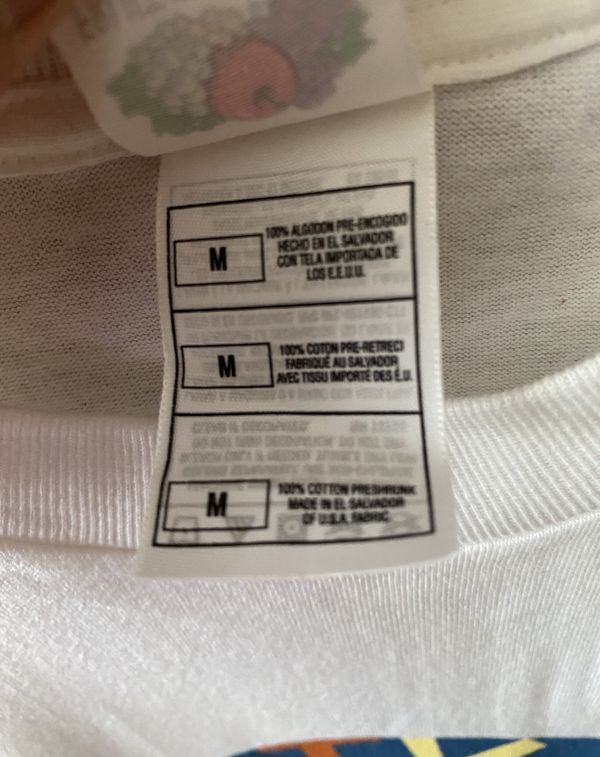 M
100% ALGODON PRE-ENCOGIDO
HECHO EN EL SALVADOR
CON TELA IMPORTADA DE
LOS E.E.U.U.
M
100% COTON PRE-RETRECI
FABRIQUÉ AU SALVADOR
AVEC TISSU IMPORTÉ DES É.U.
M
100% COTTON PRESHRUNK
MADE IN EL SALVADOR
OF U.S.A. FABRIC